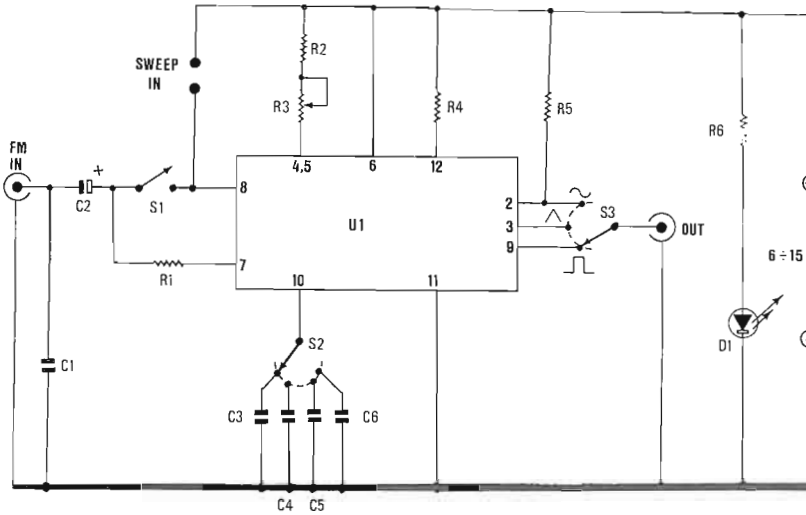 R2
SWEEP
IN
R3
R4
R5
R6
FM
IN
+
C2
S1
4,5
6
12
8
2
S3
U1
3
OUT
9
7
R1
10
11
6÷15
S2
D1
C1
C3
C6
C4
C5